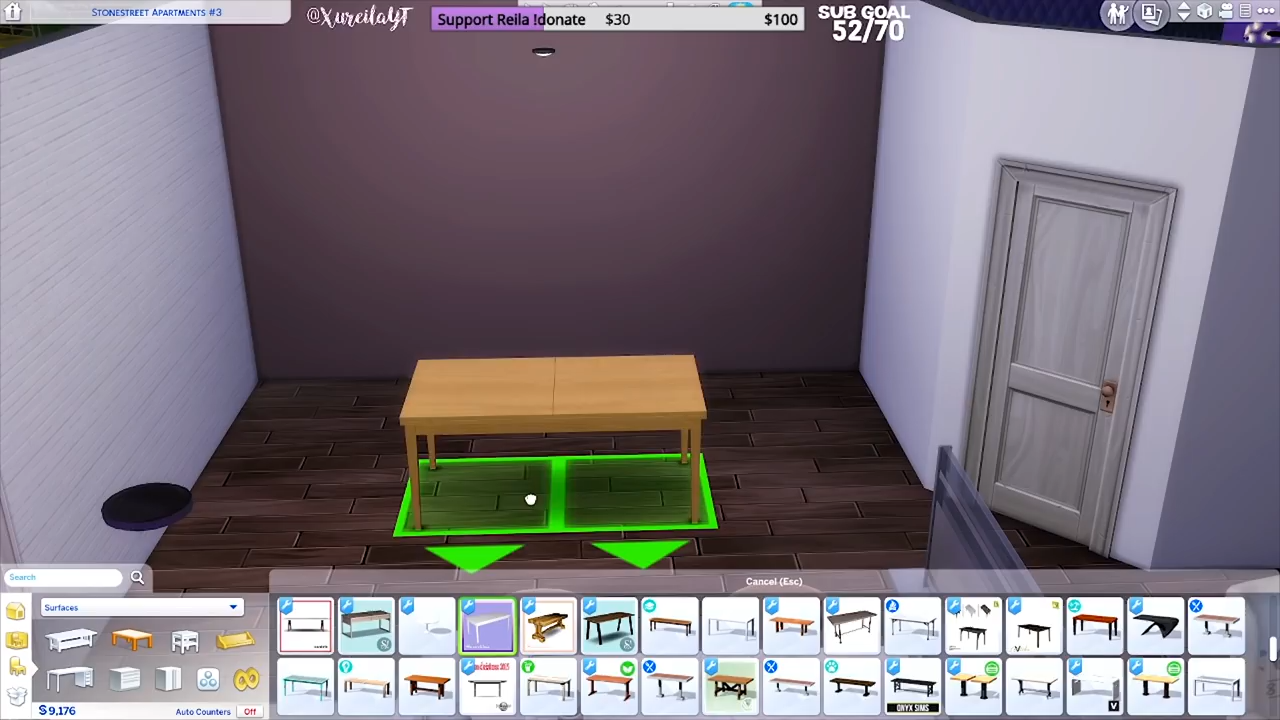 STONESTREET APARTMENTS #3
@XureilaYT
Support Reila !donate $30 $100
SUB GOAL
52/70
Cancel (Esc)
Search
Surfaces
ONYX SIMS
V
$9,176
Auto Counters Off